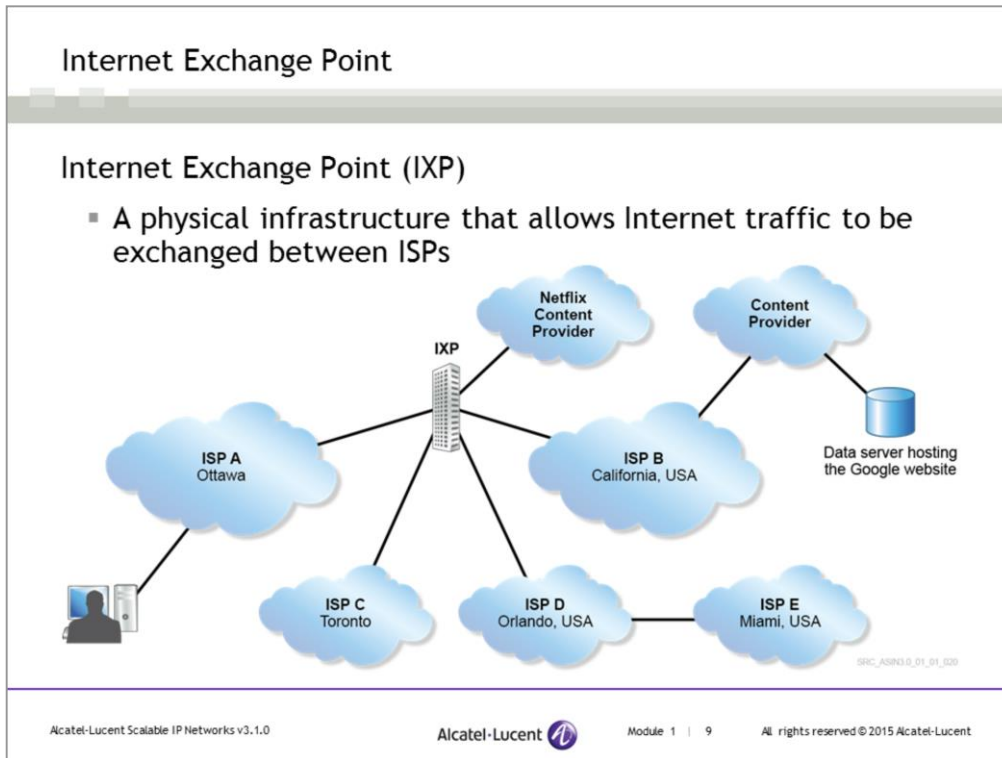 Internet Exchange Point
Internet Exchange Point (IXP)
▪ A physical infrastructure that allows Internet traffic to be
exchanged between ISPs
Netflix
Content
Provider
Content
Provider
IXP
ISP A
Ottawa
ISP B
California, USA
Data server hosting
the Google website
ISP C
Toronto
ISP D
Orlando, USA
ISP E
Miami, USA
SRC_ASIN3.0_01_01_020
Alcatel-Lucent Scalable IP Networks v3.1.0
Alcatel·Lucent
Module 1 | 9
All rights reserved © 2015 Alcatel-Lucent